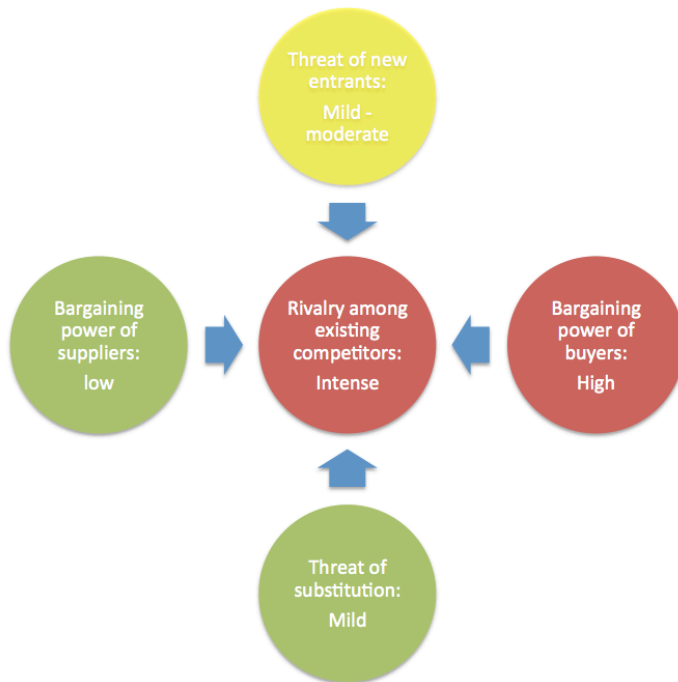 Threat of new
entrants:
Mild -
moderate
Bargaining
power of
suppliers:
low
Rivalry among
existing
competitors:
Intense
Bargaining
power of
buyers:
High
Threat of
substitution:
Mild